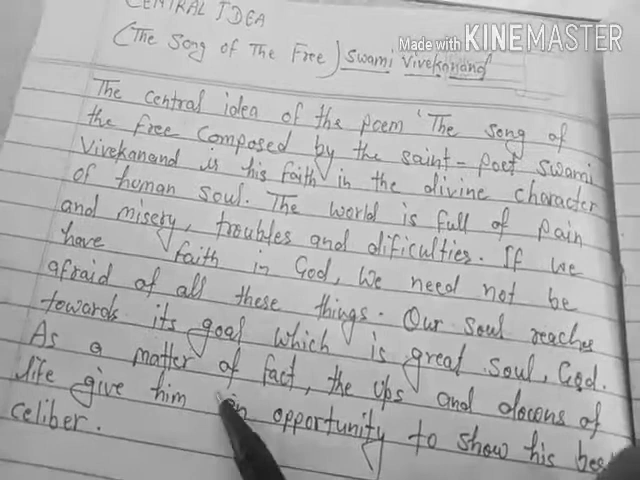 CENTRAL IDEA
(The Song of The Free) Swami Vivekanand
Made with KINEMASTER
The central idea of the poem 'The song of
the free composed by the saint-poet swami
Vivekanand is his faith in the divine character
of human soul. The world is full of pain
and misery, troubles and dificulties. If we
have faith in God, we need not be
afraid of all these things. Our soul reaches
towards its goal which is great soul, God.
As a matter of fact, the ups and docons of
life give him an opportunity to show his bes
celiber.